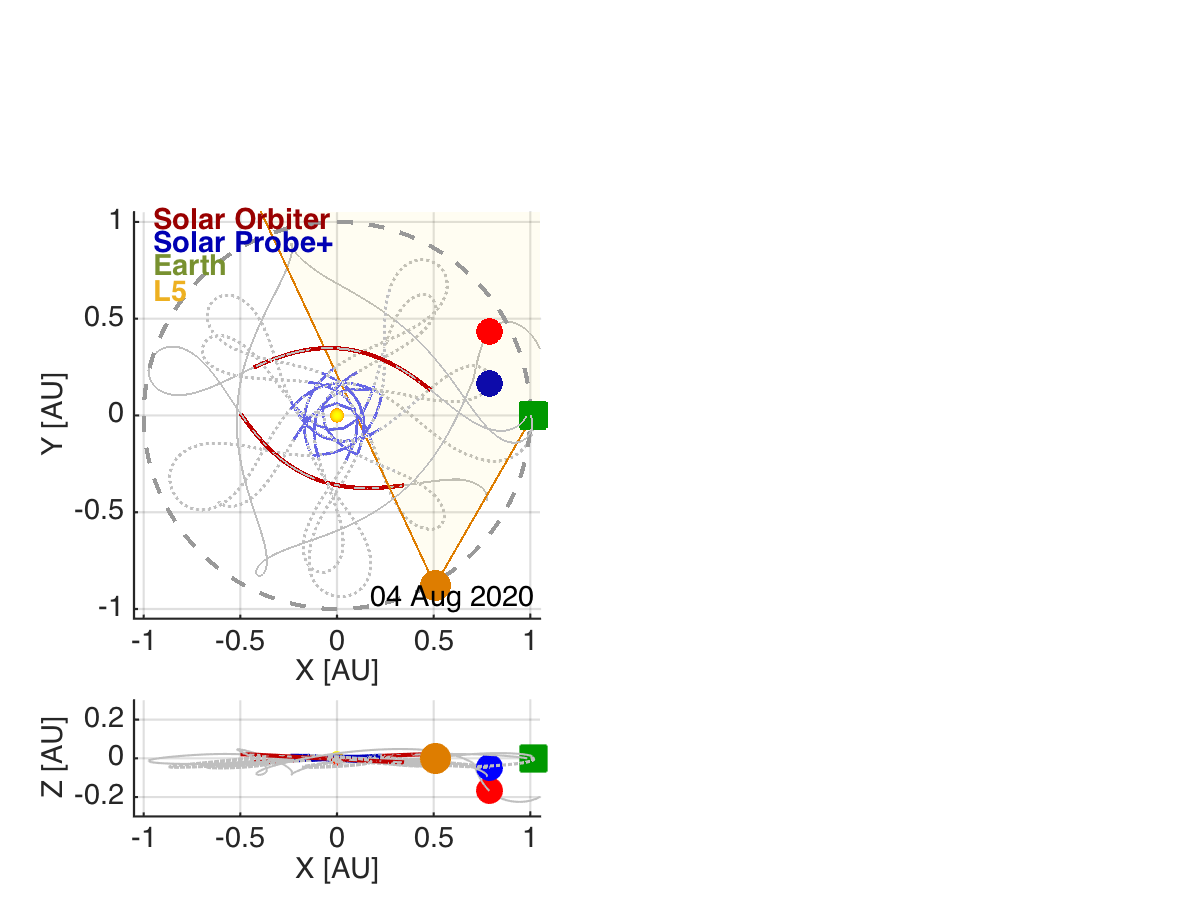 1
Solar Orbiter
Solar Probe+
Earth
L5
0.5
0
-0.5
-1
Y [AU]
04 Aug 2020
-1 -0.5 0 0.5 1
X [AU]
0.2
0
-0.2
Z [AU]
-1 -0.5 0 0.5 1
X [AU]